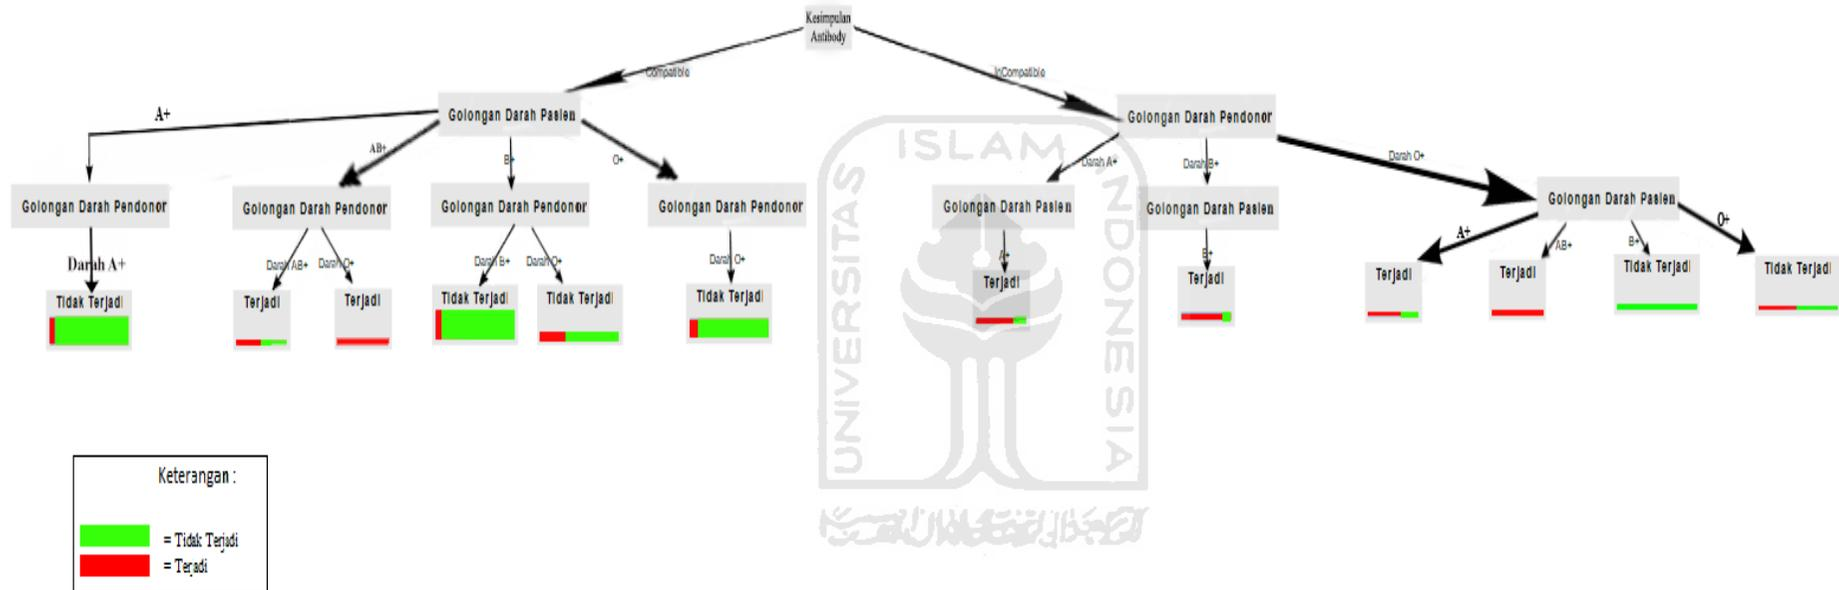 Kesimpulan
Antibody
Compatible
InCompatible
Golongan Darah Pasien
Golongan Darah Pendonor
A+
AB+
B+
O+
Darah A+
Darah B+
Darah O+
Golongan Darah Pendonor
Golongan Darah Pendonor
Golongan Darah Pendonor
Golongan Darah Pendonor
Golongan Darah Pasien
Golongan Darah Pasien
Golongan Darah Pasien
Darah A+
Darah AB+
Darah O+
Darah B+
Darah O+
Darah O+
A+
B+
A+
AB+
B+
O+
Tidak Terjadi
Terjadi
Terjadi
Tidak Terjadi
Tidak Terjadi
Tidak Terjadi
Terjadi
Terjadi
Terjadi
Terjadi
Tidak Terjadi
Tidak Terjadi
UNIVERSITAS
ISLAM
INDONESIA
Keterangan :
= Tidak Terjadi
= Terjadi